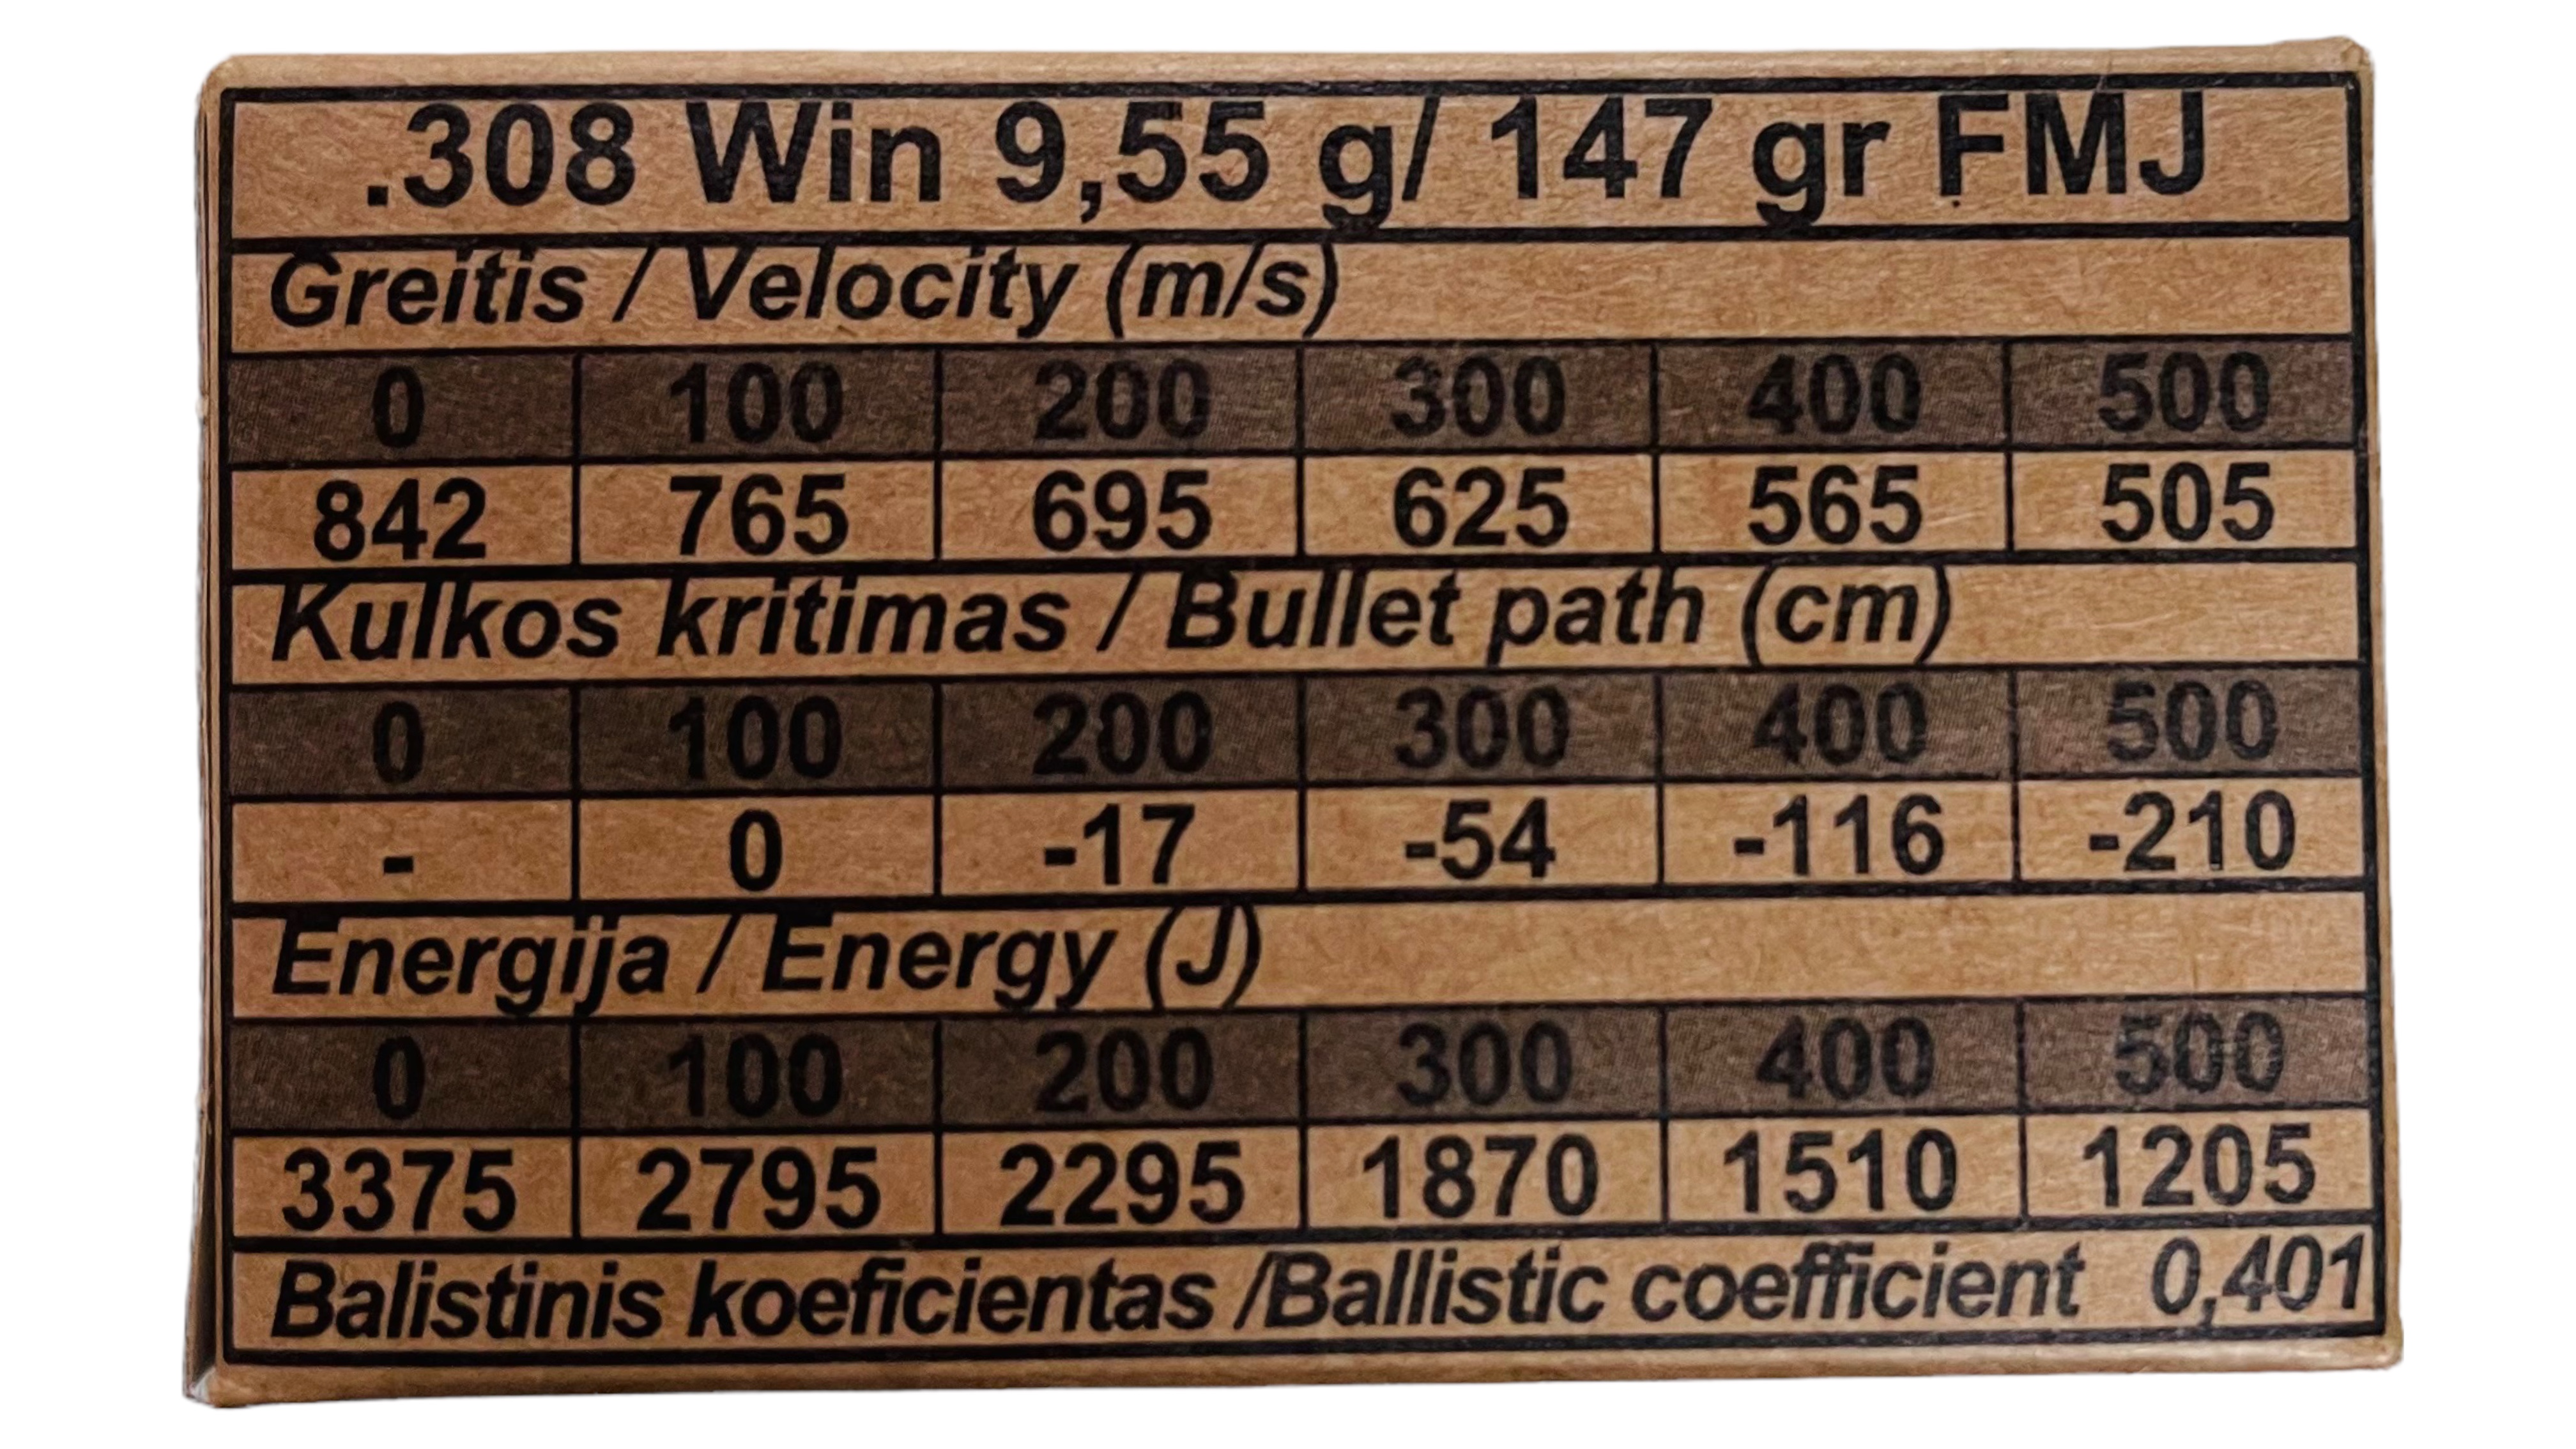 .308 Win 9,55 g/ 147 gr FMJ
Greitis / Velocity (m/s)
0 100 200 300 400 500
842 765 695 625 565 505
Kulkos kritimas / Bullet path (cm)
0 100 200 300 400 500
- 0 -17 -54 -116 -210
Energija / Energy (J)
0 100 200 300 400 500
3375 2795 2295 1870 1510 1205
Balistinis koeficientas /Ballistic coefficient 0,401